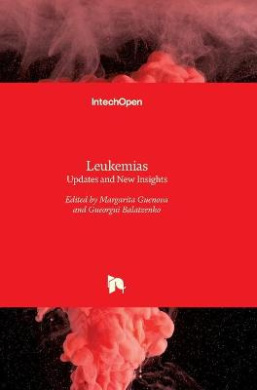 IntechOpen
Leukemias
Updates and New Insights
Edited by Margarita Guenova
and Gueorgui Balatzenko